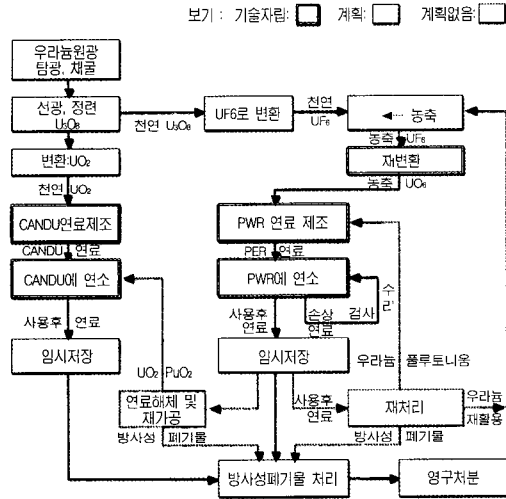 보기 : 기술자립: 계획: 계획없음:
우라늄원광
탐광, 채굴
선광, 정련
U₃O₈
천연 U₃O₈
UF6로 변환
천연
UF₆
농축
농축 UF₆
변환:UO₂
재변환
천연 UO₂
농축 UO₆
CANDU연료제조
PWR 연료 제조
CANDU 연료
PER 연료
CANDU에 연소
PWR에 연소
수리
사용후 연료
사용후
연료
손상
연료
검사
임시저장
임시저장
UO₂ PuO₂
우라늄 플루토니움
연료해체 및
재가공
사용후
연료
재처리
우라늄
재활용
방사성 폐기물
방사성 폐기물
방사성폐기물 처리
영구처분